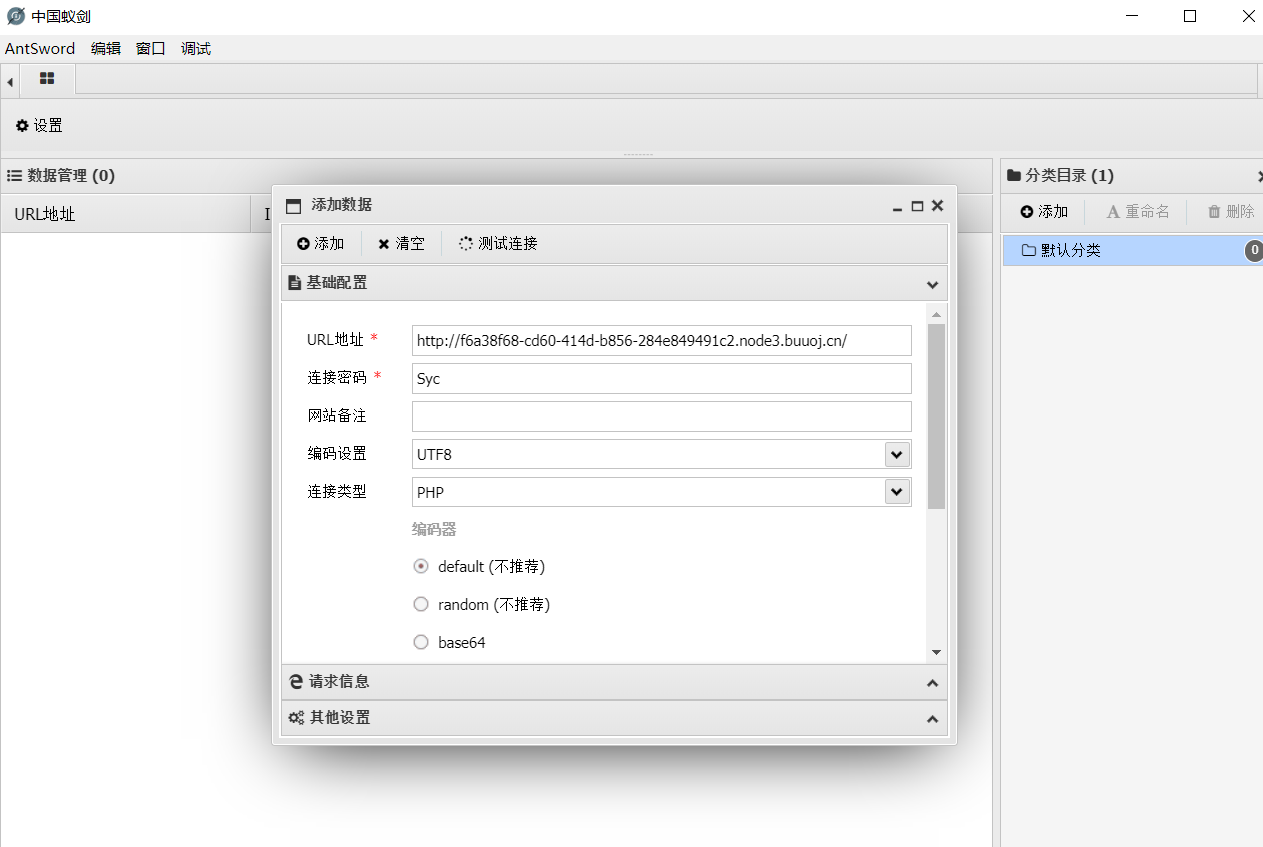 中国蚁剑
AntSword 编辑 窗口 调试
设置
数据管理 (0)
分类目录 (1)
URL地址
添加 重命名 删除
默认分类 0
添加数据
添加 清空 测试连接
基础配置
URL地址 * http://f6a38f68-cd60-414d-b856-284e849491c2.node3.buuoj.cn/
连接密码 * Syc
网站备注
编码设置 UTF8
连接类型 PHP
编码器
default (不推荐)
random (不推荐)
base64
请求信息
其他设置